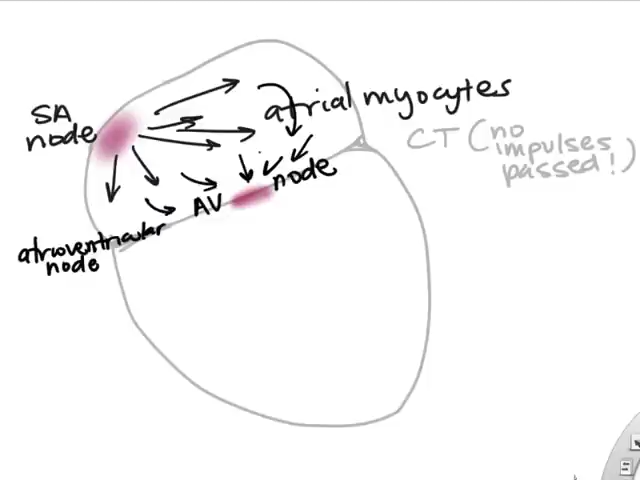 SA
node
atrial myocytes
CT (no
impulses
passed!)
AV node
atrioventricular
node